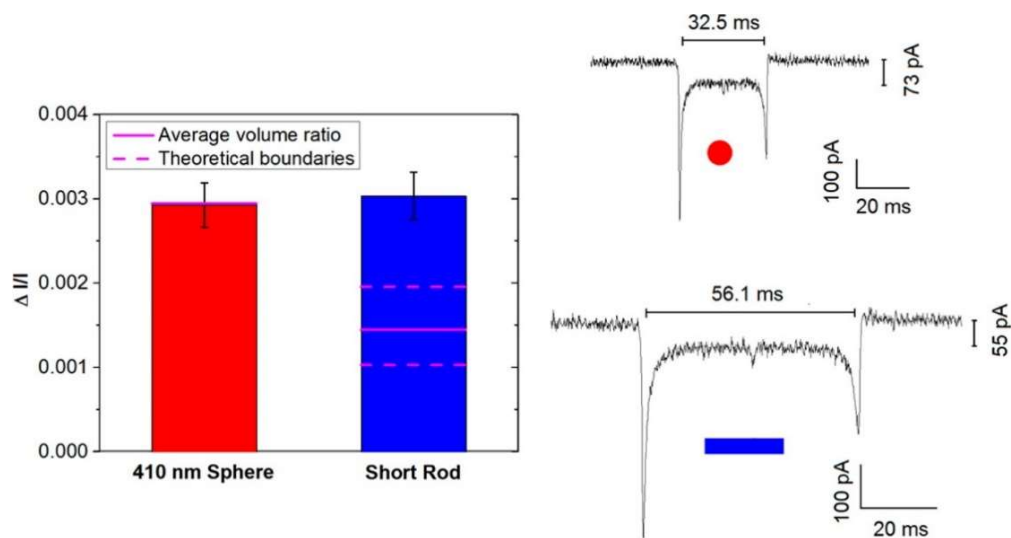 0.004
0.003
0.002
0.001
0.000
Δ I/I
Average volume ratio
Theoretical boundaries
410 nm Sphere
Short Rod
32.5 ms
73 pA
100 pA
20 ms
56.1 ms
55 pA
100 pA
20 ms